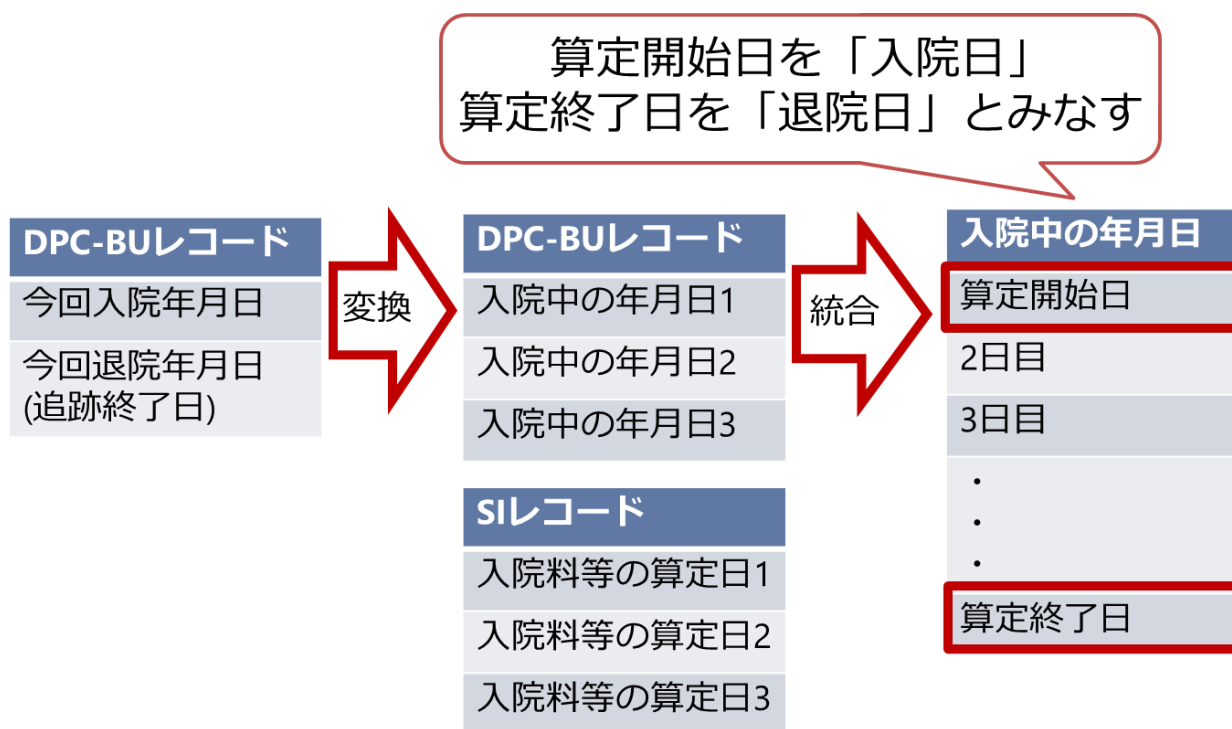 算定開始日を「入院日」
算定終了日を「退院日」とみなす
DPC-BUレコード
今回入院年月日
今回退院年月日
(追跡終了日)
変換
DPC-BUレコード
入院中の年月日1
入院中の年月日2
入院中の年月日3
SIレコード
入院料等の算定日1
入院料等の算定日2
入院料等の算定日3
統合
入院中の年月日
算定開始日
2日目
3日目
・
・
・
算定終了日